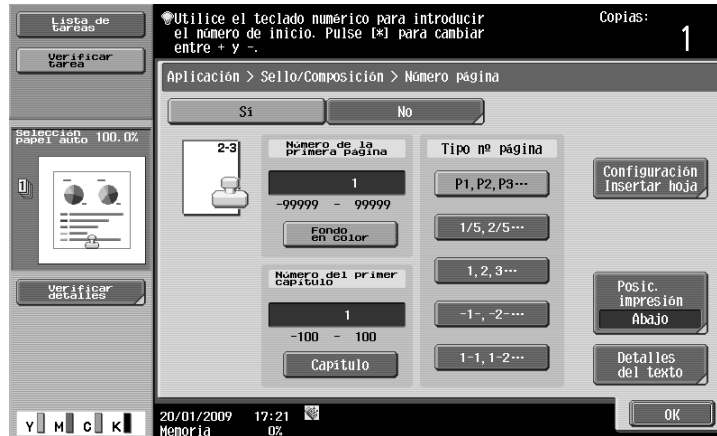 Lista de
tareas
Verificar
tarea
Utilice el teclado numérico para introducir
el número de inicio. Pulse [*] para cambiar
entre + y -.
Copias:
1
Aplicación > Sello/Composición > Número página
Sí
No
Selección
papel auto 100.0%
1
2-3
Número de la
primera página
1
-99999 - 99999
Fondo
en color
Número del primer
capítulo
1
-100 - 100
Capítulo
Tipo nº página
P1, P2, P3···
1/5, 2/5···
1, 2, 3···
-1-, -2-···
1-1, 1-2···
Configuración
Insertar hoja
Posic.
impresión
Abajo
Detalles
del texto
Verificar
detalles
Y M C K
20/01/2009 17:21
Memoria 0%
OK